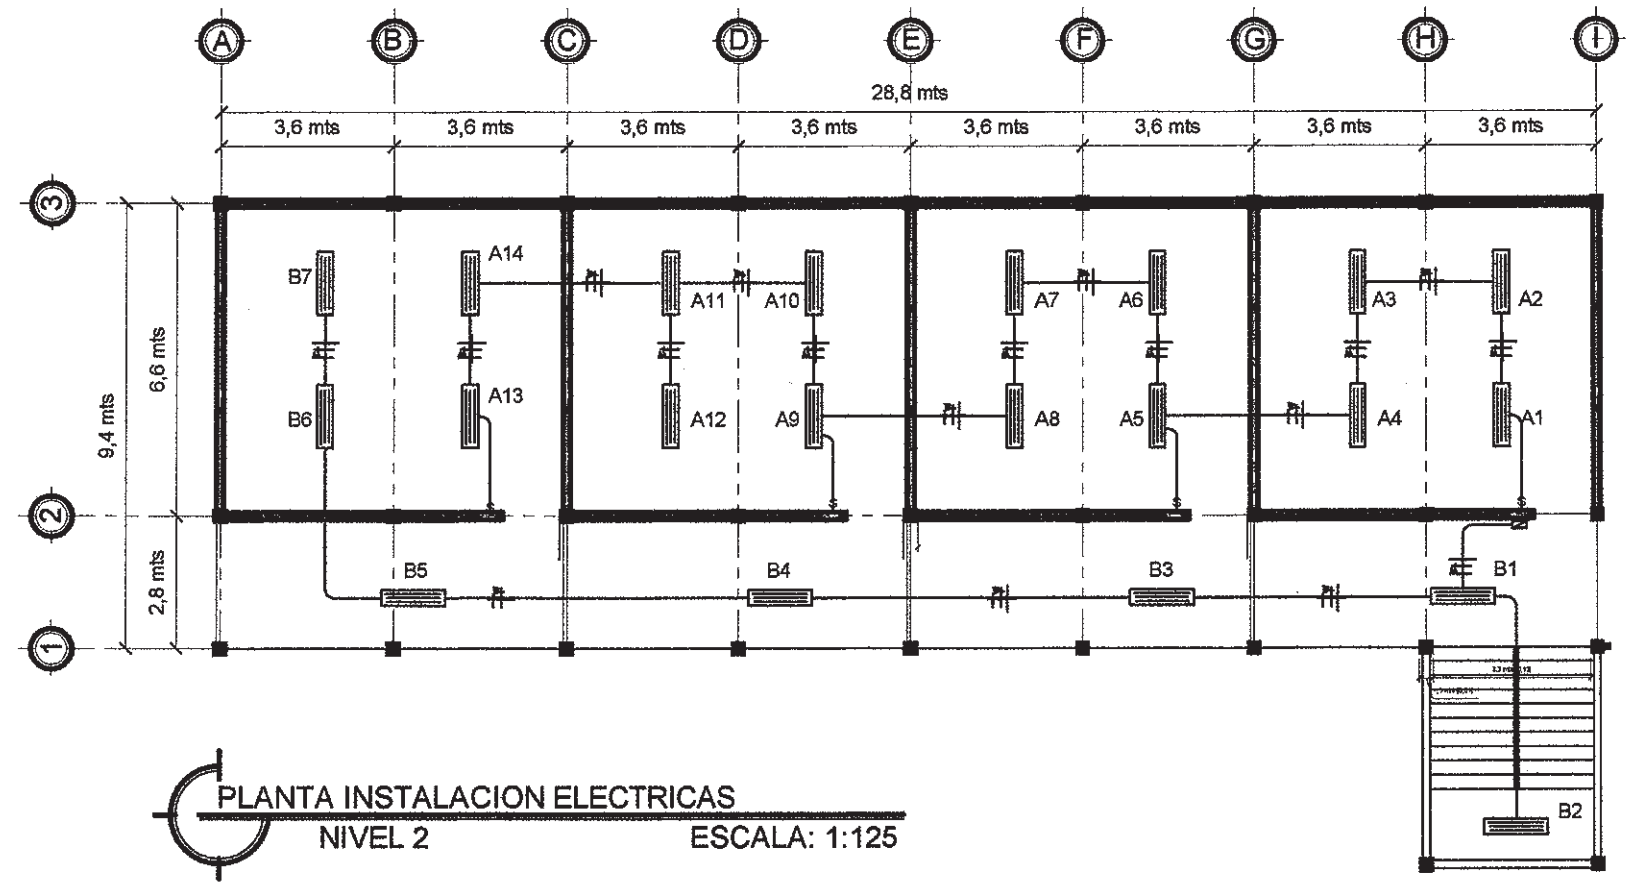 A B C D E F G H I
28,8 mts
3,6 mts 3,6 mts 3,6 mts 3,6 mts 3,6 mts 3,6 mts 3,6 mts 3,6 mts
3
B7 A14 A11 A10 A7 A6 A3 A2
6,6 mts
9,4 mts
B6 A13 A12 A9 A8 A5 A4 A1
S S S S
2
2,8 mts
B5 B4 B3 B1
1
B2
PLANTA INSTALACION ELECTRICAS
NIVEL 2 ESCALA: 1:125